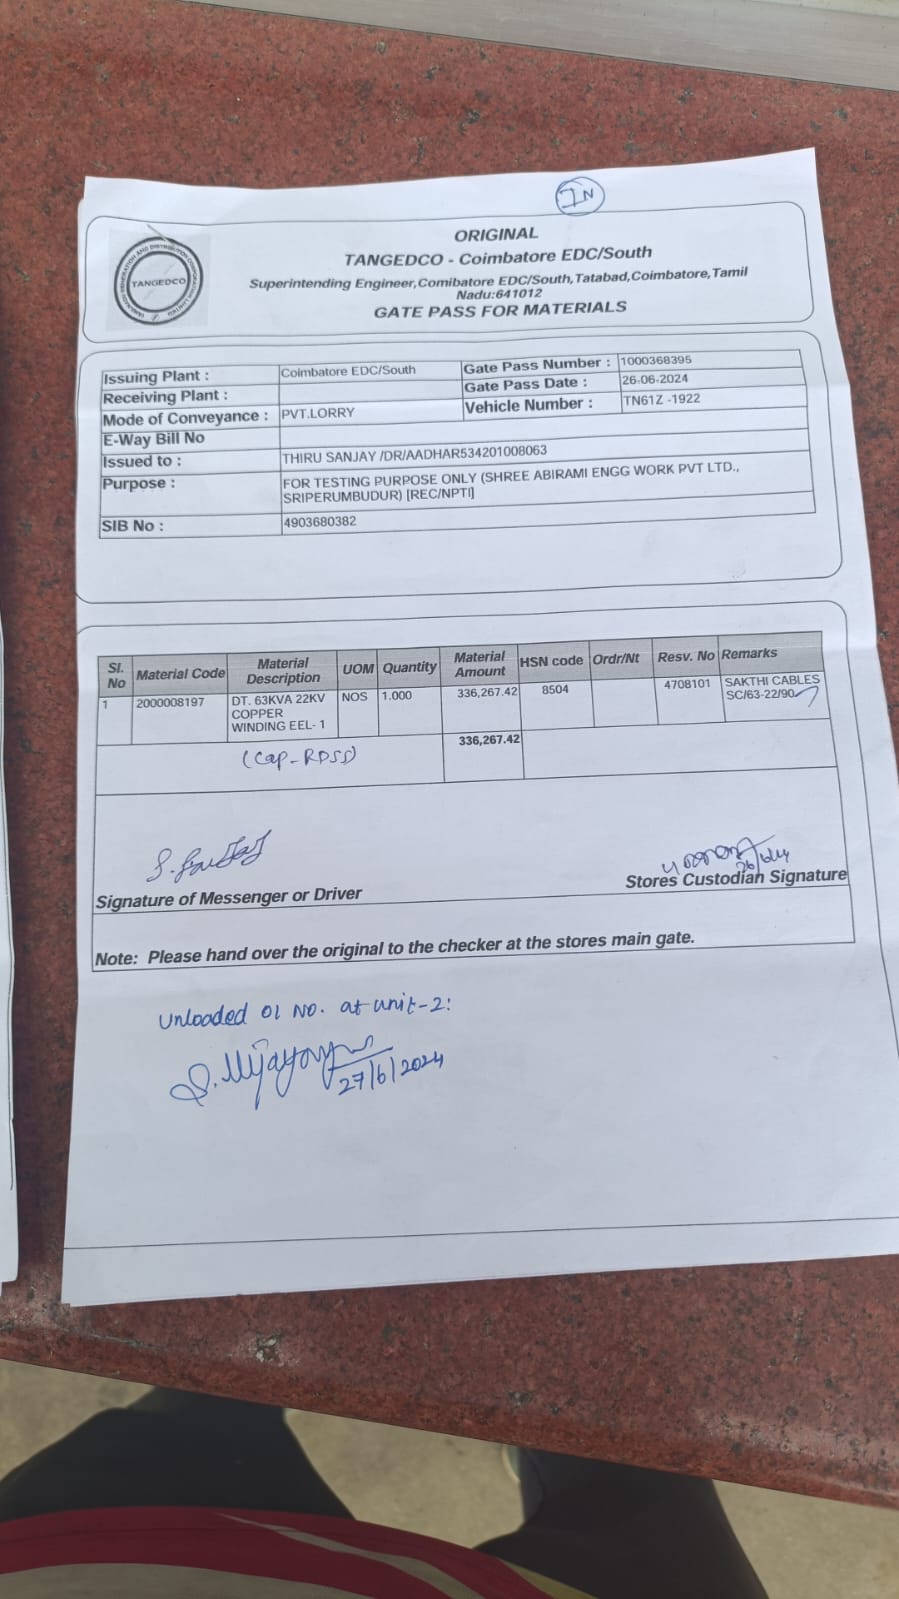 IN
ORIGINAL
TANGEDCO - Coimbatore EDC/South
Superintending Engineer,Comibatore EDC/South,Tatabad,Coimbatore,Tamil
Nadu:641012
GATE PASS FOR MATERIALS
TANGEDCO
Issuing Plant : Coimbatore EDC/South Gate Pass Number : 1000368395
Receiving Plant : Gate Pass Date : 26-06-2024
Mode of Conveyance : PVT.LORRY Vehicle Number : TN61Z -1922
E-Way Bill No
Issued to : THIRU SANJAY /DR/AADHAR534201008063
Purpose : FOR TESTING PURPOSE ONLY (SHREE ABIRAMI ENGG WORK PVT LTD.,
SRIPERUMBUDUR) [REC/NPTI]
SIB No : 4903680382
Sl. No Material Code Material Description UOM Quantity Material Amount HSN code Ordr/Nt Resv. No Remarks
1 2000008197 DT. 63KVA 22KV NOS 1.000 336,267.42 8504 4708101 SAKTHI CABLES
COPPER SC/63-22/90
WINDING EEL- 1
336,267.42
(Cap-RDSS)
26/6/24
Signature of Messenger or Driver Stores Custodian Signature
Note: Please hand over the original to the checker at the stores main gate.
Unloaded 01 No. at unit-2:
27/6/2024